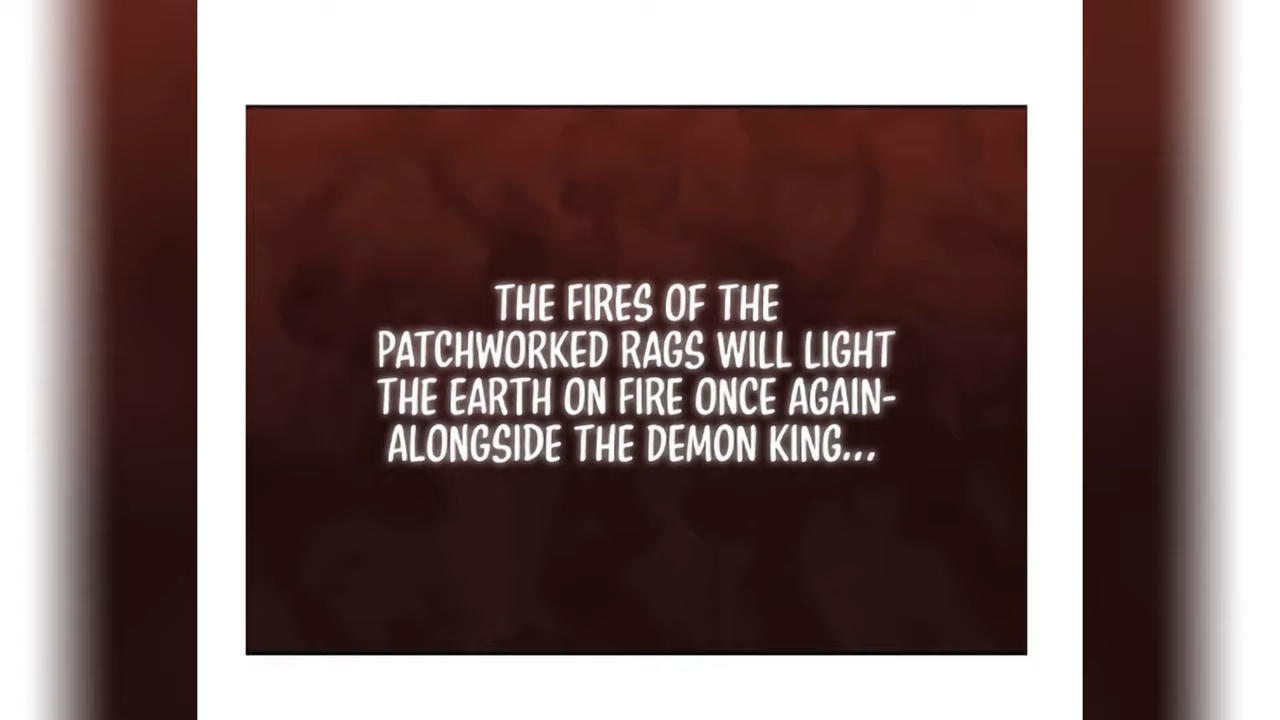 THE FIRES OF THE
PATCHWORKED RAGS WILL LIGHT
THE EARTH ON FIRE ONCE AGAIN-
ALONGSIDE THE DEMON KING...